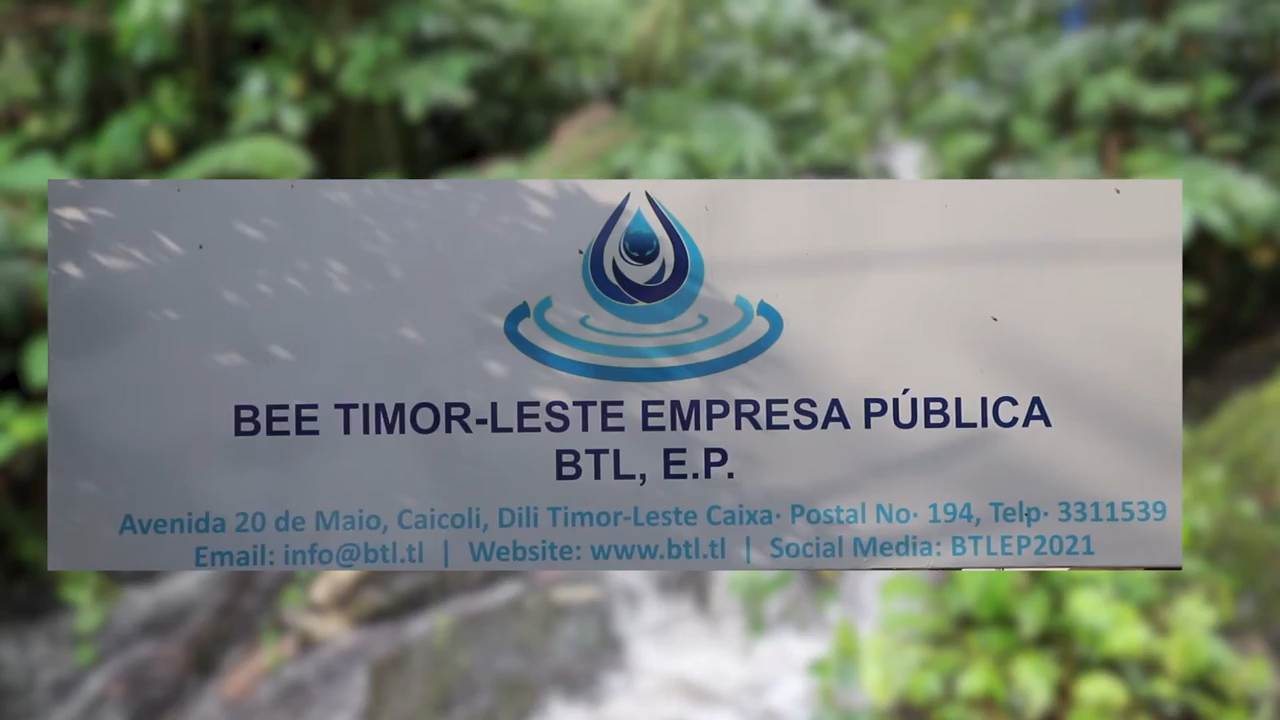 BEE TIMOR-LESTE EMPRESA PÚBLICA
BTL, E.P.
Avenida 20 de Maio, Caicoli, Dili Timor-Leste Caixa· Postal No· 194, Telp· 3311539
Email: info@btl.tl | Website: www.btl.tl | Social Media: BTLEP2021